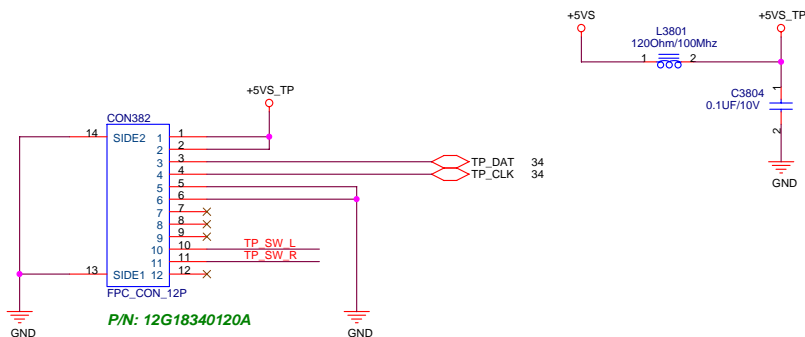 +5VS
+5VS_TP
L3801
120Ohm/100Mhz
1
2
C3804
0.1UF/10V
1
2
GND
+5VS_TP
CON382
14 SIDE2 1 1
2 2
3 3 TP_DAT 34
4 4 TP_CLK 34
5 5
6 6
7 7
8 8
9 9
10 10 TP_SW_L
11 11 TP_SW_R
13 SIDE1 12 12
FPC_CON_12P
P/N: 12G18340120A
GND
GND